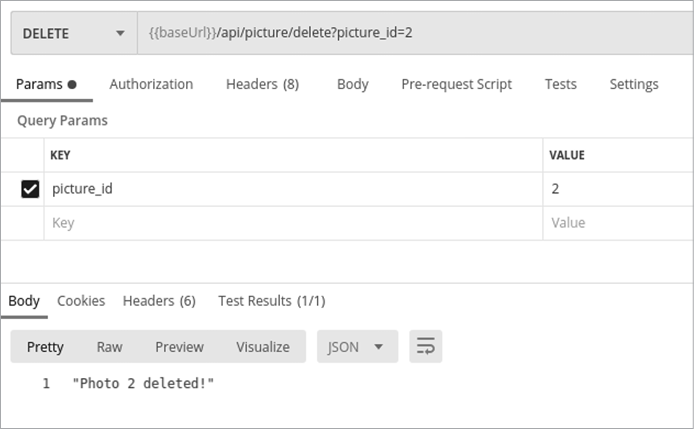 DELETE {{baseUrl}}/api/picture/delete?picture_id=2
Params Authorization Headers (8) Body Pre-request Script Tests Settings
Query Params
KEY VALUE
picture_id 2
Key Value
Body Cookies Headers (6) Test Results (1/1)
Pretty Raw Preview Visualize JSON
1 "Photo 2 deleted!"